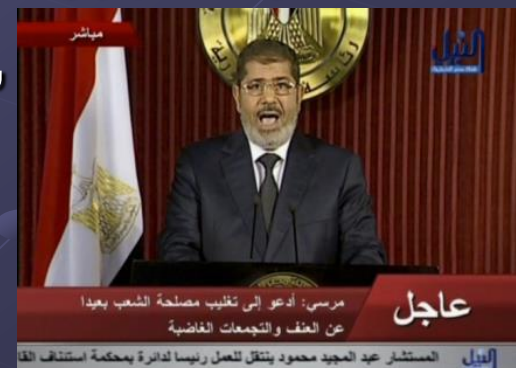 مباشر
النيل
عاجل
مرسي: أدعو إلى تغليب مصلحة الشعب بعيدا
عن العنف والتجمعات الغاضبة
النيل المستشار عبد المجيد محمود ينتقل للعمل رئيسا لدائرة بمحكمة استئناف القا